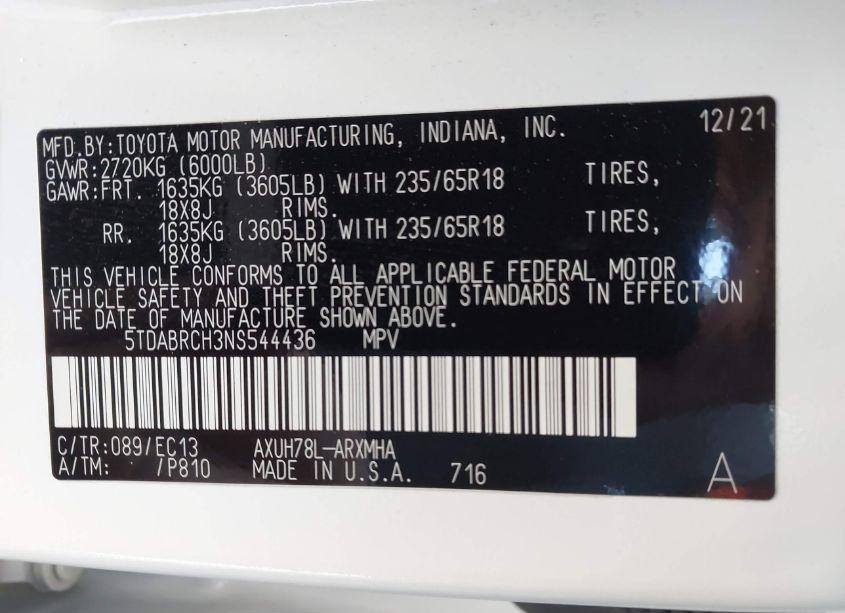 MFD.BY:TOYOTA MOTOR MANUFACTURING, INDIANA, INC. 12/21
GVWR:2720KG (6000LB)
GAWR:FRT. 1635KG (3605LB) WITH 235/65R18 TIRES,
18X8J RIMS.
RR. 1635KG (3605LB) WITH 235/65R18 TIRES,
18X8J RIMS.
THIS VEHICLE CONFORMS TO ALL APPLICABLE FEDERAL MOTOR
VEHICLE SAFETY AND THEFT PREVENTION STANDARDS IN EFFECT ON
THE DATE OF MANUFACTURE SHOWN ABOVE.
5TDABRCH3NS544436 MPV
C/TR:089/EC13 AXUH78L-ARXMHA
A/TM: /P810 MADE IN U.S.A. 716 A